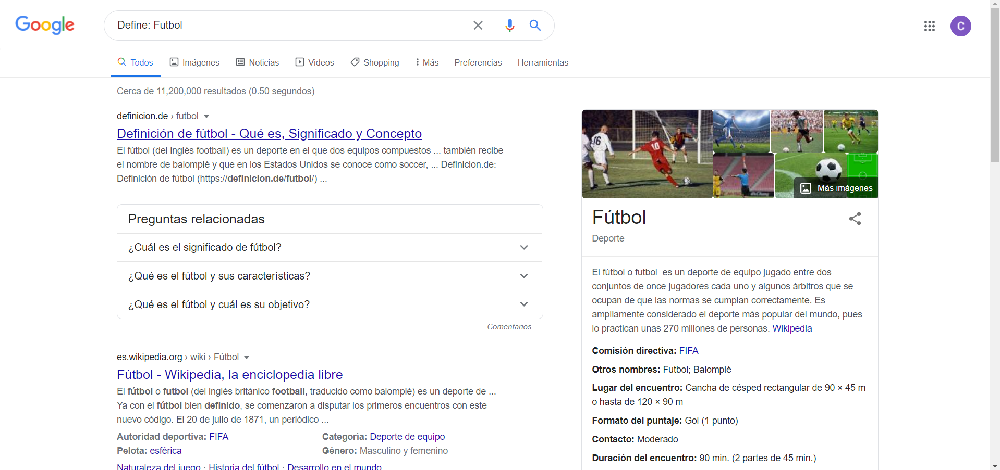 Google
Define: Futbol
C
Todos
Imágenes
Noticias
Videos
Shopping
Más
Preferencias
Herramientas
Cerca de 11,200,000 resultados (0.50 segundos)
definicion.de › futbol
Definición de fútbol - Qué es, Significado y Concepto
El fútbol (del inglés football) es un deporte en el que dos equipos compuestos ... también recibe
el nombre de balompié y que en los Estados Unidos se conoce como soccer, ... Definicion.de:
Definición de fútbol (https://definicion.de/futbol/) ...
Preguntas relacionadas
¿Cuál es el significado de fútbol?
¿Qué es el fútbol y sus características?
¿Qué es el fútbol y cuál es su objetivo?
Comentarios
es.wikipedia.org › wiki › Fútbol
Fútbol - Wikipedia, la enciclopedia libre
El fútbol o futbol (del inglés británico football, traducido como balompié) es un deporte de ...
Ya con el fútbol bien definido, se comenzaron a disputar los primeros encuentros con este
nuevo código. El 20 de julio de 1871, un periódico ...
Autoridad deportiva: FIFA
Categoría: Deporte de equipo
Pelota: esférica
Género: Masculino y femenino
Naturaleza del juego · Historia del fútbol · Desarrollo en el mundo
16
10
Más imágenes
Fútbol
Deporte
El fútbol o futbol es un deporte de equipo jugado entre dos
conjuntos de once jugadores cada uno y algunos árbitros que se
ocupan de que las normas se cumplan correctamente. Es
ampliamente considerado el deporte más popular del mundo, pues
lo practican unas 270 millones de personas. Wikipedia
Comisión directiva: FIFA
Otros nombres: Futbol; Balompié
Lugar del encuentro: Cancha de césped rectangular de 90 × 45 m
o hasta de 120 × 90 m
Formato del puntaje: Gol (1 punto)
Contacto: Moderado
Duración del encuentro: 90 min. (2 partes de 45 min.)